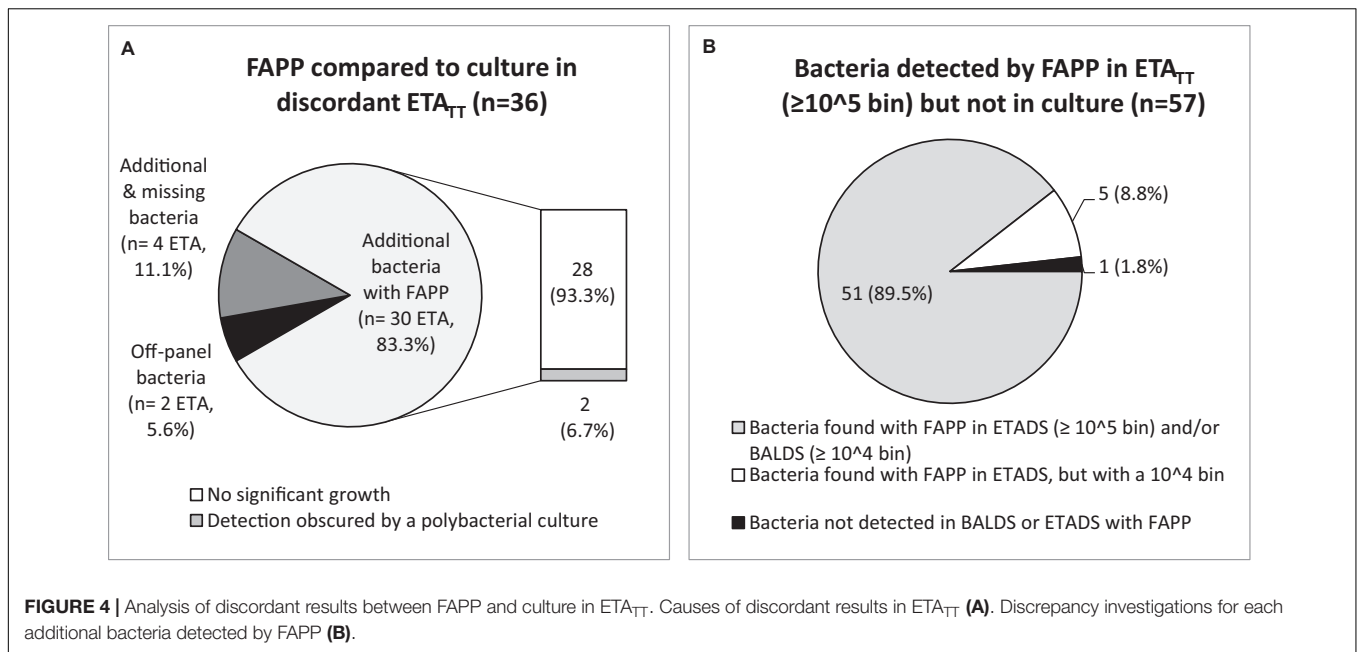 A
FAPP compared to culture in
discordant ETA_TT (n=36)
Additional
& missing
bacteria
(n= 4 ETA,
11.1%)
Off-panel
bacteria
(n= 2 ETA,
5.6%)
Additional
bacteria
with FAPP
(n= 30 ETA,
83.3%)
28
(93.3%)
2
(6.7%)
No significant growth
Detection obscured by a polybacterial culture
B
Bacteria detected by FAPP in ETA_TT
(≥10^5 bin) but not in culture (n=57)
5 (8.8%)
1 (1.8%)
51 (89.5%)
Bacteria found with FAPP in ETADS (≥ 10^5 bin) and/or
BALDS (≥ 10^4 bin)
Bacteria found with FAPP in ETADS, but with a 10^4 bin
Bacteria not detected in BALDS or ETADS with FAPP
FIGURE 4 | Analysis of discordant results between FAPP and culture in ETA_TT. Causes of discordant results in ETA_TT (A). Discrepancy investigations for each
additional bacteria detected by FAPP (B).